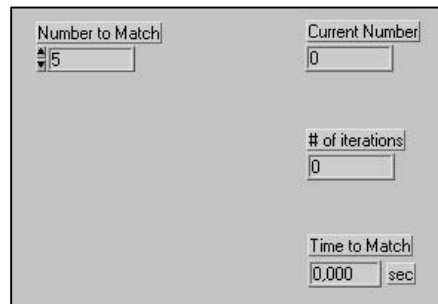 Number to Match
5
Current Number
0
# of iterations
0
Time to Match
0,000 sec